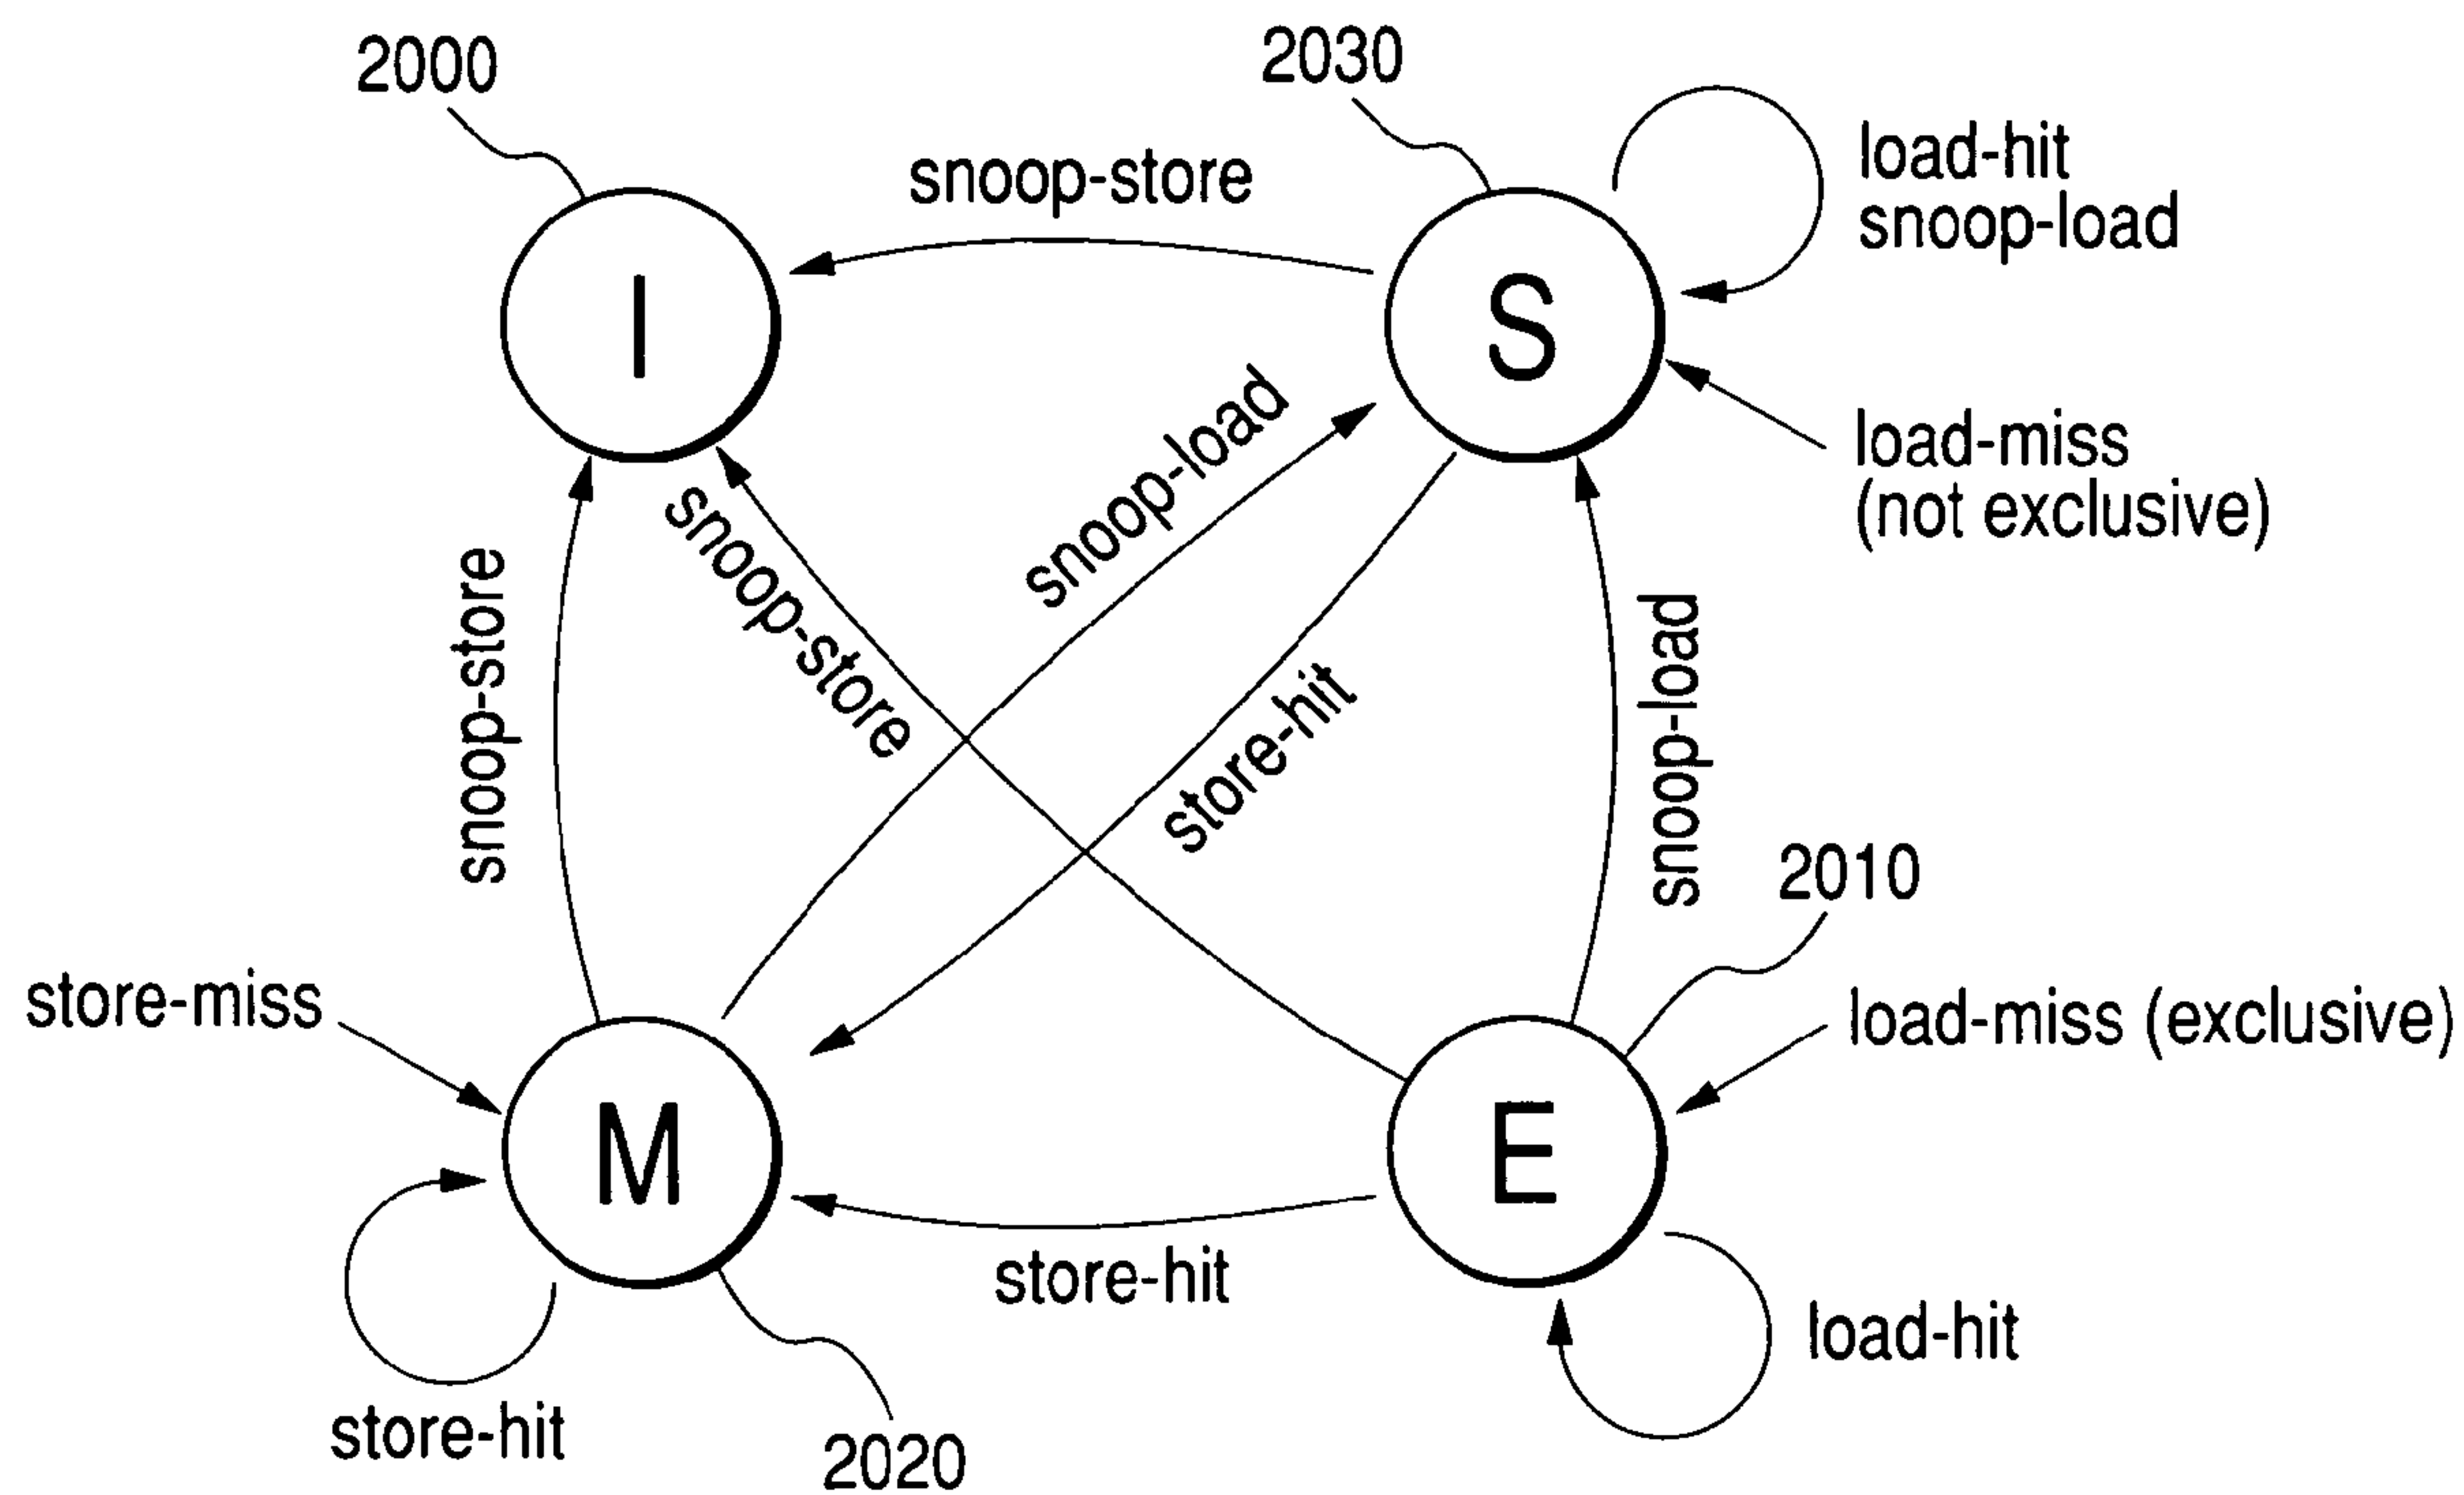 2000
2030
snoop-store
load-hit
snoop-load
I
S
load-miss
(not exclusive)
snoop-store
snoop-store
snoop-load
store-hit
snoop-load
2010
store-miss
load-miss (exclusive)
M
E
store-hit
load-hit
store-hit
2020